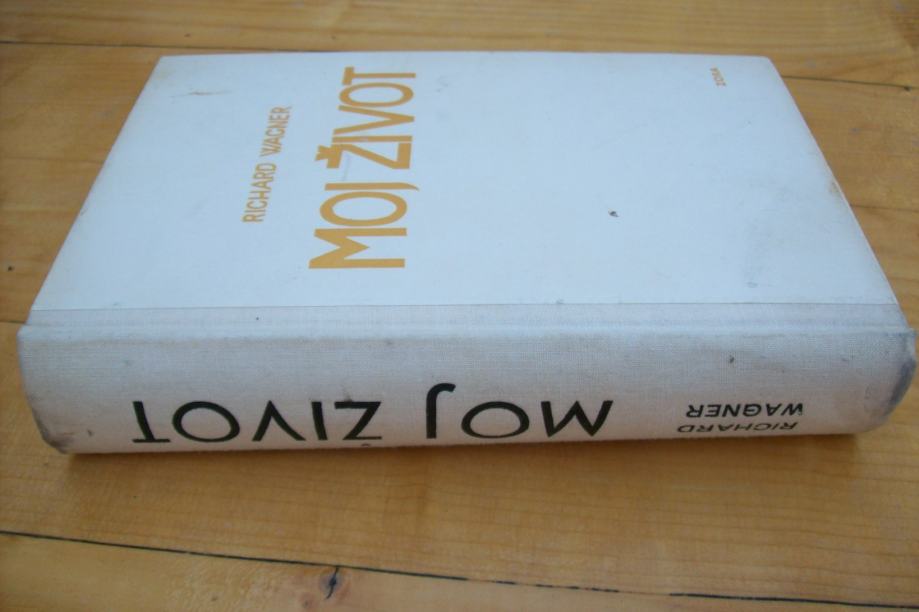 RICHARD WAGNER
MOJ ŽIVOT
ZORA
RICHARD
WAGNER
MOJ ŽIVOT